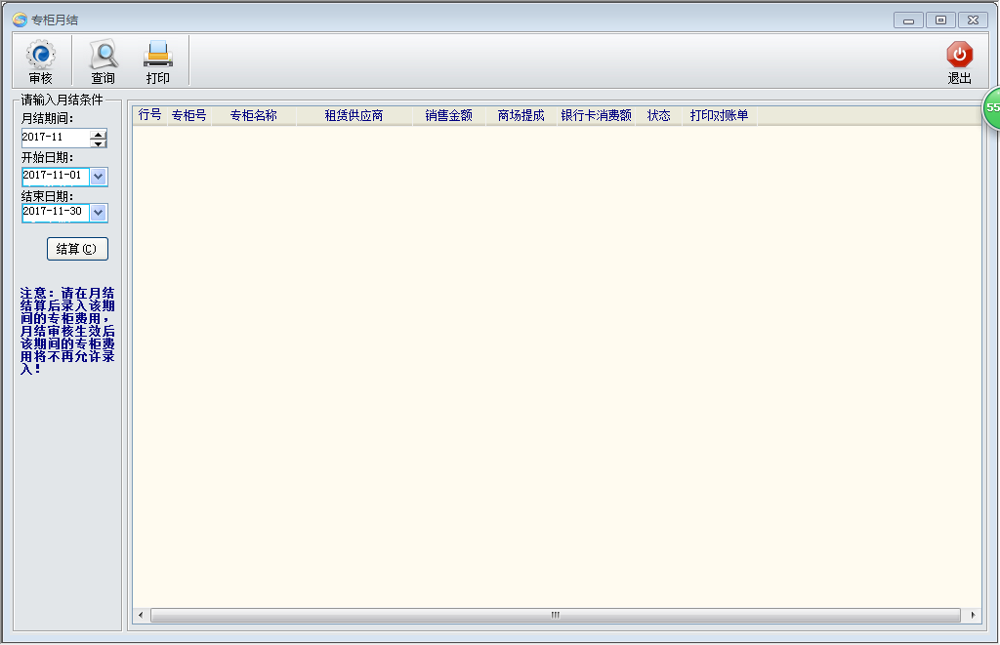 专柜月结
审核 查询 打印 退出
请输入月结条件
月结期间：
2017-11
开始日期：
2017-11-01
结束日期：
2017-11-30
结算(C)
注意：请在月结
结算后录入该期
间的专柜费用，
月结审核生效后
该期间的专柜费
用将不再允许录
入！
行号 专柜号 专柜名称 租赁供应商 销售金额 商场提成 银行卡消费额 状态 打印对账单
55